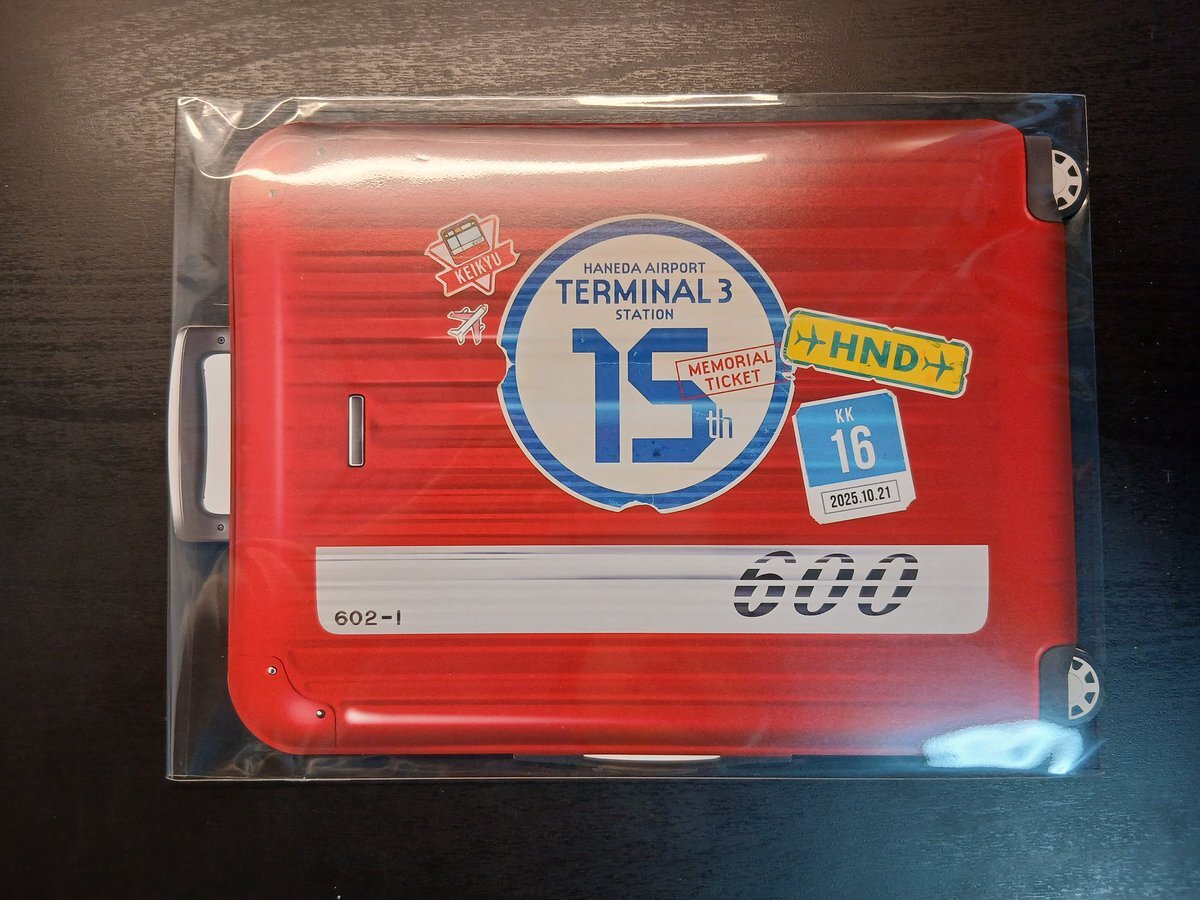 KEIKYU
HANEDA AIRPORT
TERMINAL 3
STATION
15th
MEMORIAL
TICKET
HND
KK
16
2025.10.21
600
602-1